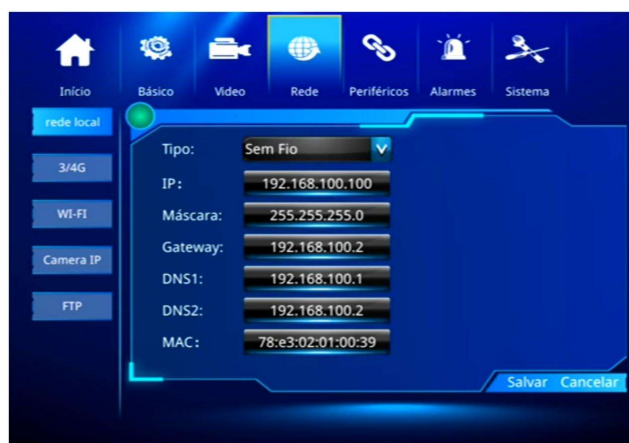 Início Básico Video Rede Periféricos Alarmes Sistema
rede local
3/4G
WI-FI
Camera IP
FTP
Tipo: Sem Fio
IP: 192.168.100.100
Máscara: 255.255.255.0
Gateway: 192.168.100.2
DNS1: 192.168.100.1
DNS2: 192.168.100.2
MAC: 78:e3:02:01:00:39
Salvar Cancelar